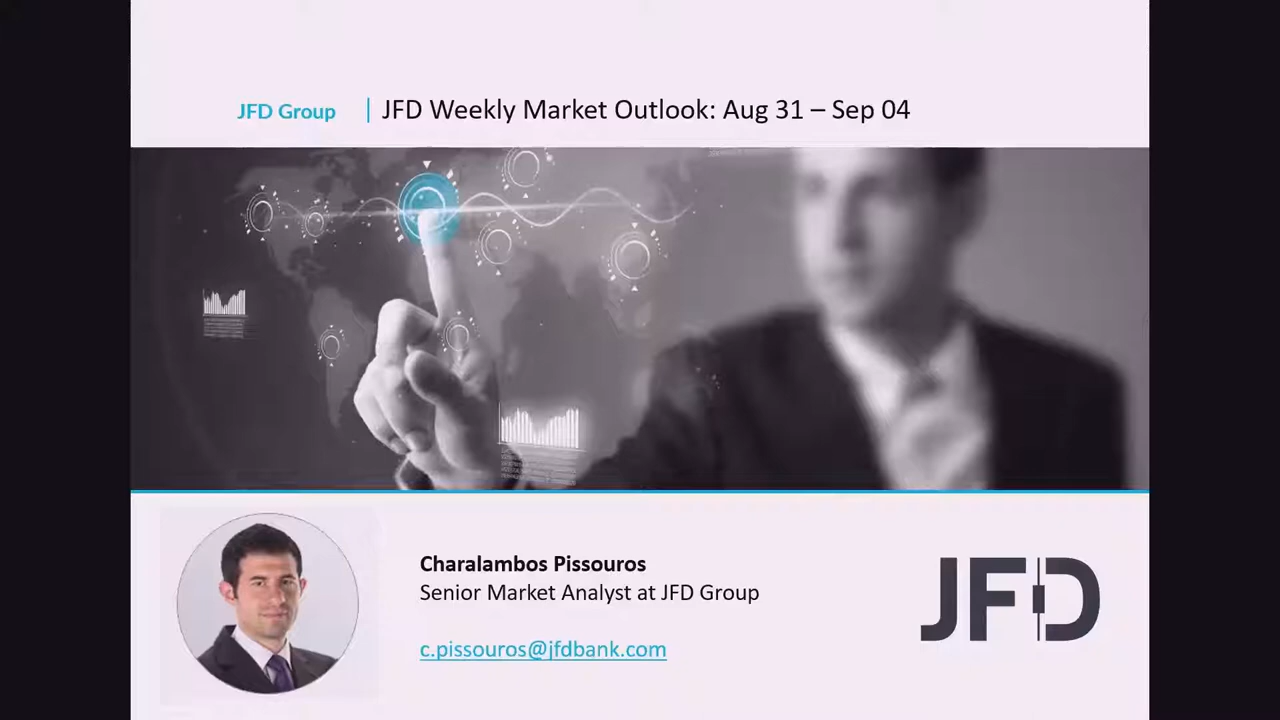 JFD Group | JFD Weekly Market Outlook: Aug 31 – Sep 04
Charalambos Pissouros
Senior Market Analyst at JFD Group
c.pissouros@jfdbank.com
JFD